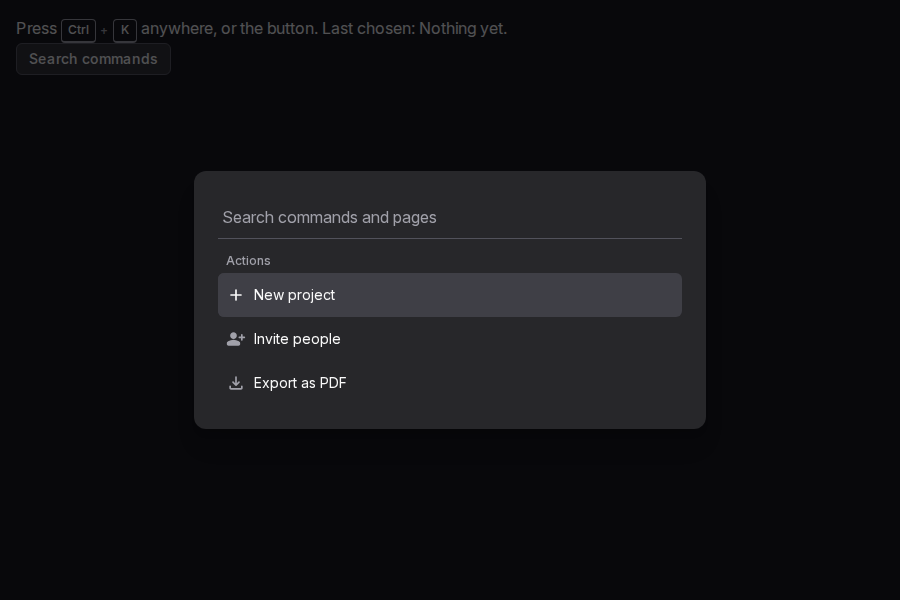 Press Ctrl + K anywhere, or the button. Last chosen: Nothing yet.
Search commands
Search commands and pages
Actions
New project
Invite people
Export as PDF